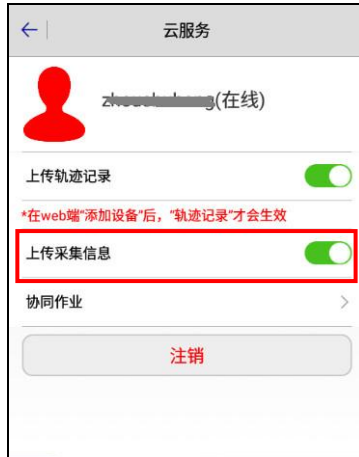 云服务
(在线)
上传轨迹记录
*在web端"添加设备"后，"轨迹记录"才会生效
上传采集信息
协同作业
注销